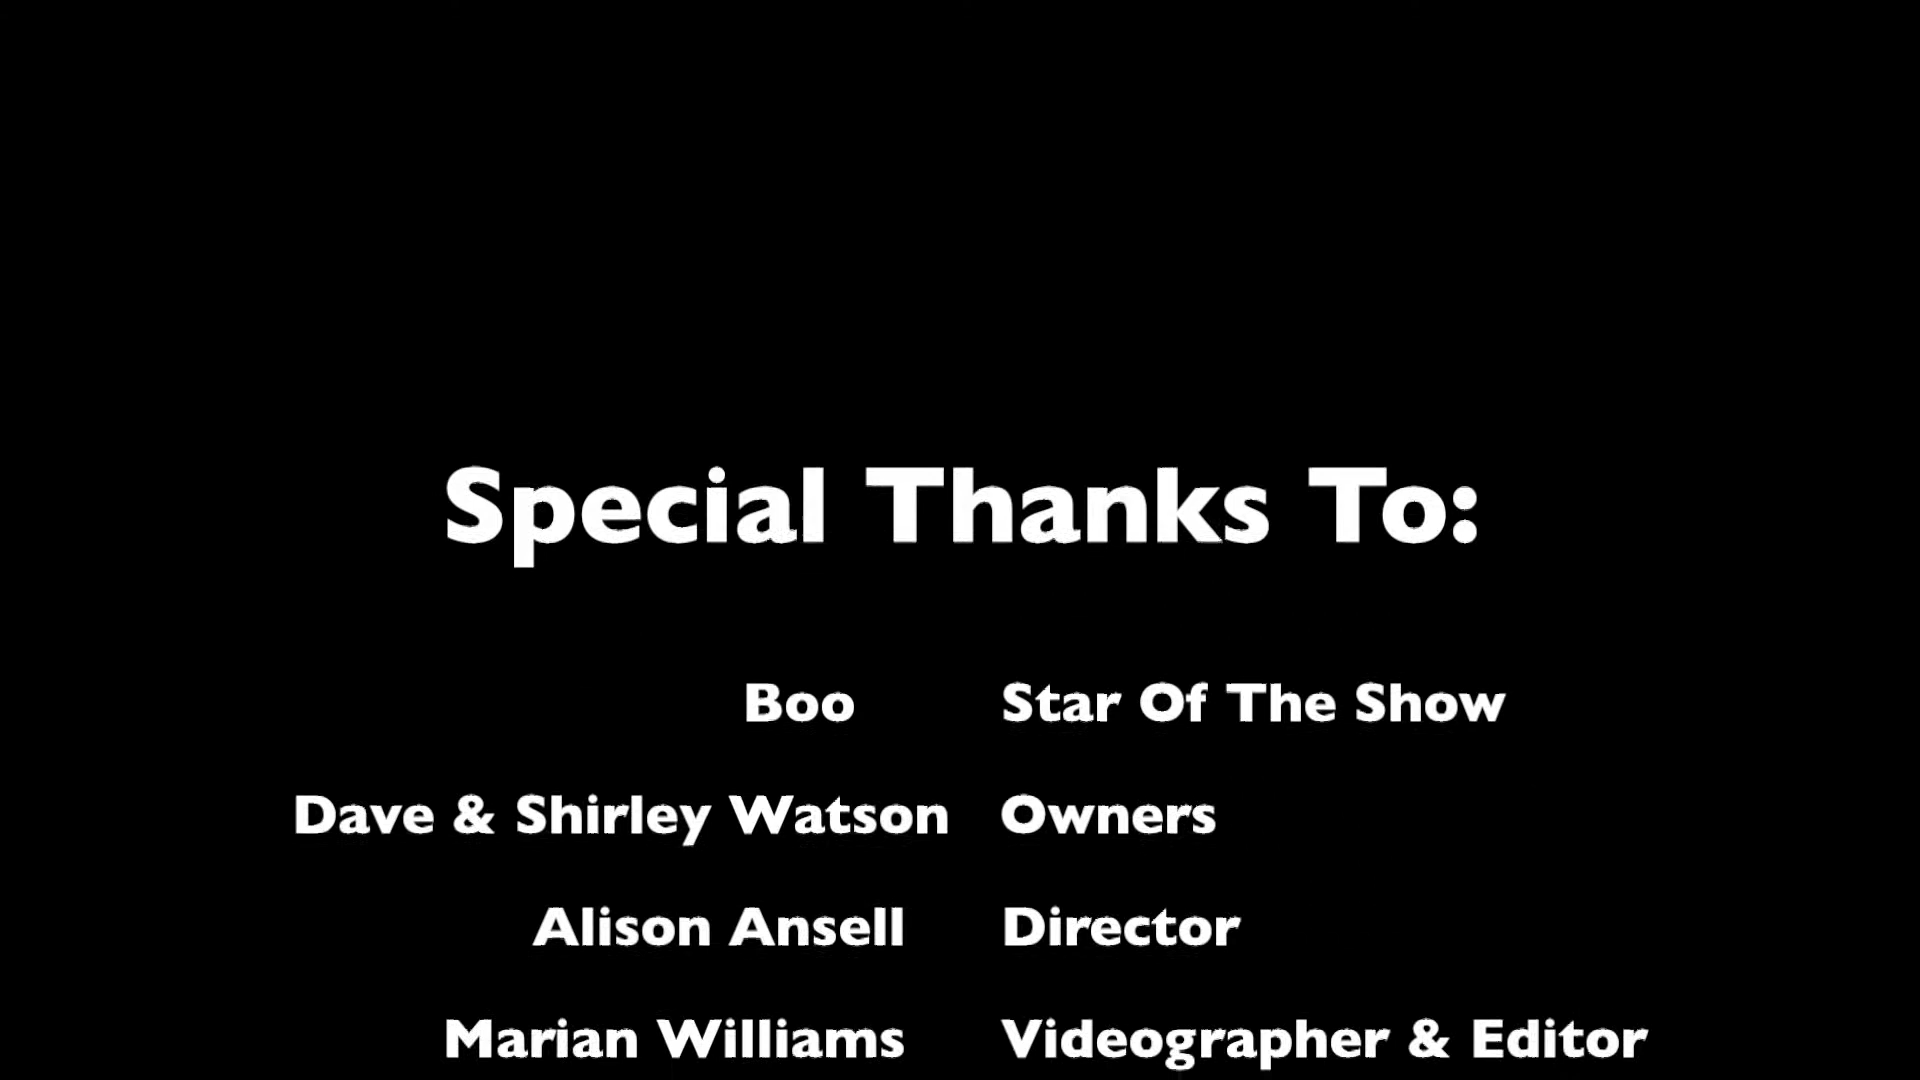 Special Thanks To:
Boo Star Of The Show
Dave & Shirley Watson Owners
Alison Ansell Director
Marian Williams Videographer & Editor